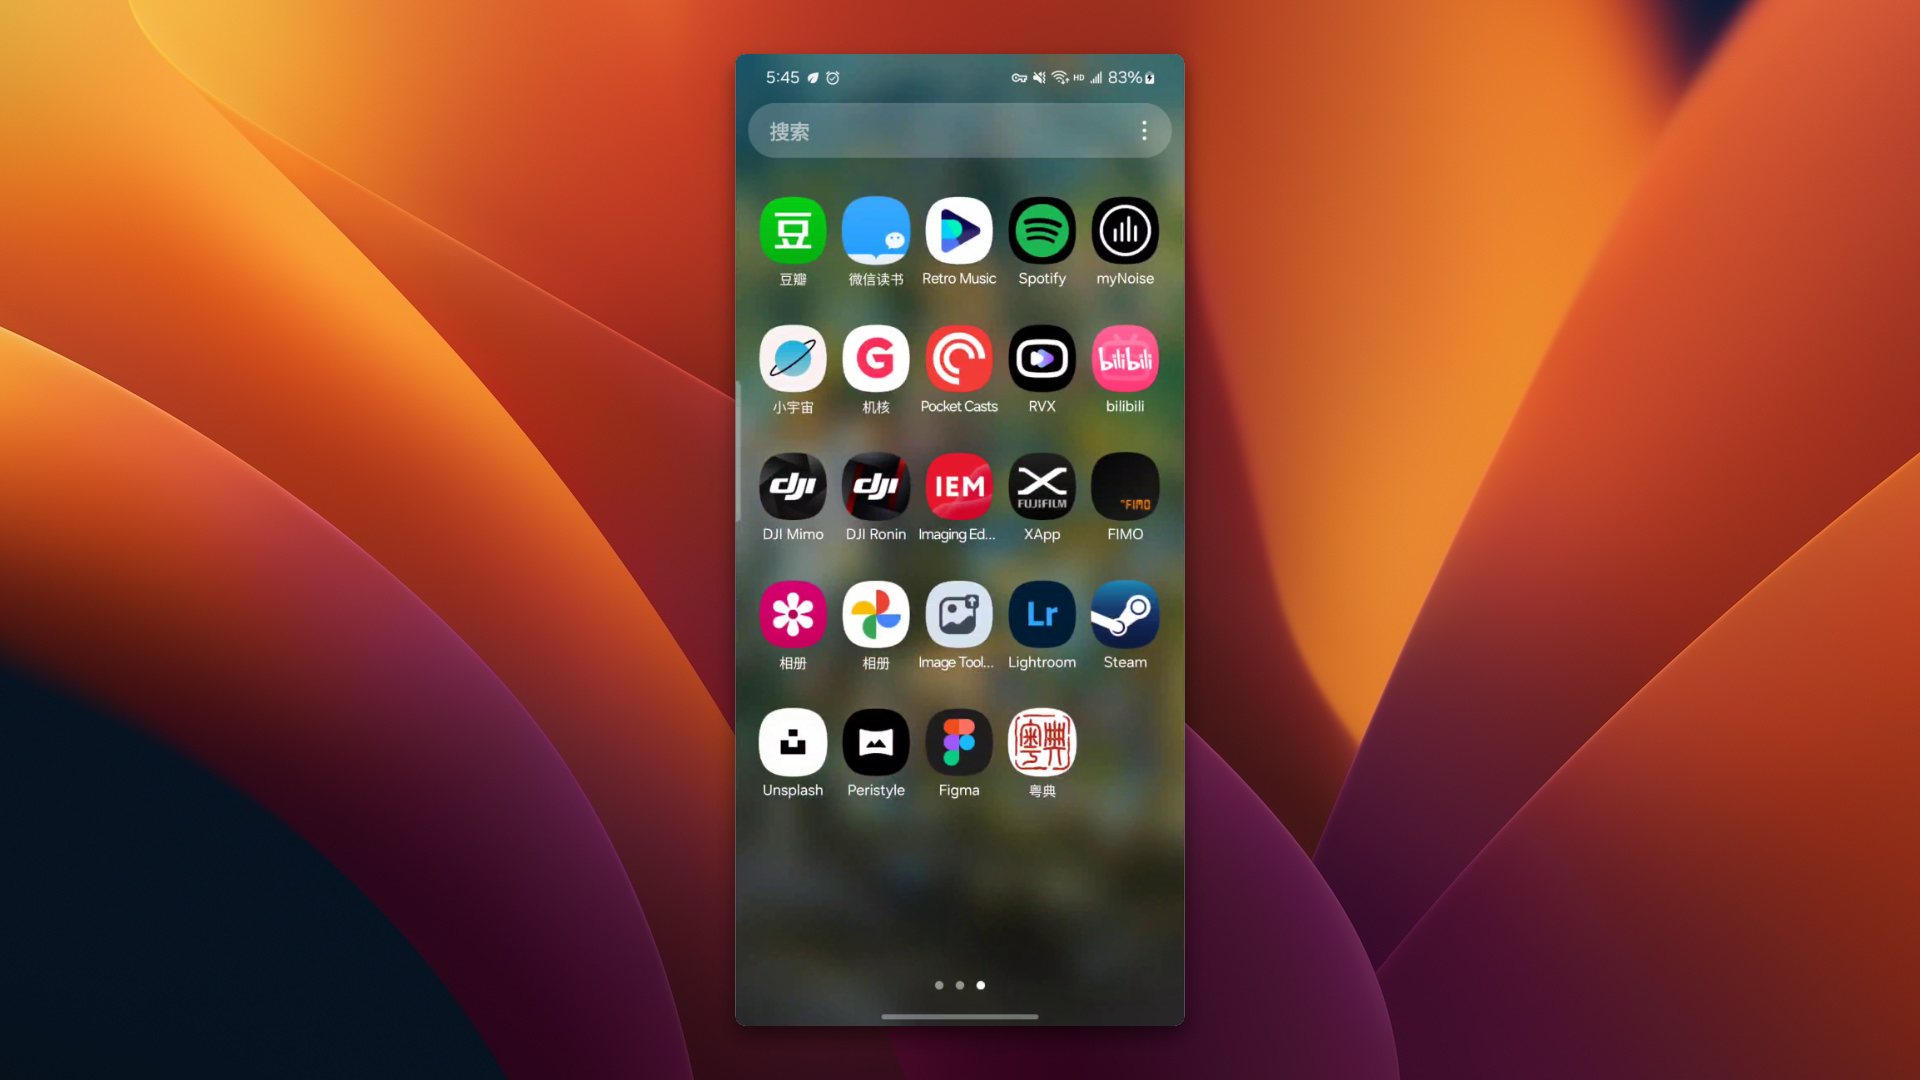 5:45 HD 83%
搜索
豆
豆瓣 微信读书 Retro Music Spotify myNoise
G bilibili
小宇宙 机核 Pocket Casts RVX bilibili
dji dji IEM FUJIFILM FIMO
DJI Mimo DJI Ronin Imaging Ed... XApp FIMO
Lr
相册 相册 Image Tool... Lightroom Steam
粤典
Unsplash Peristyle Figma 粤典